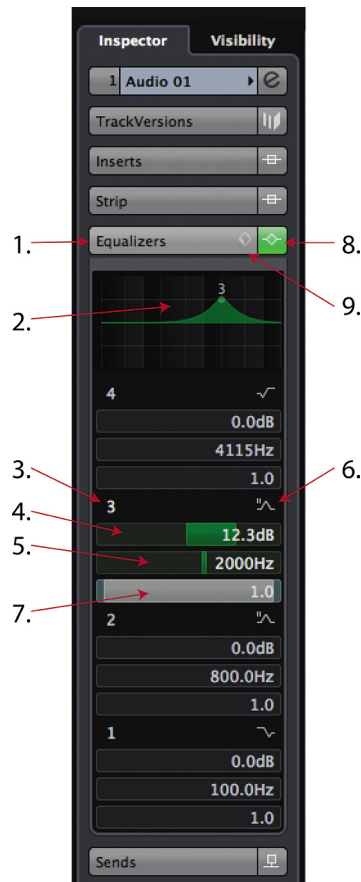 Inspector Visibility
1 Audio 01 e
TrackVersions
Inserts
Strip
1. Equalizers 8.
9.
2. 3
4
0.0dB
4115Hz
1.0
3. 3 6.
4. 12.3dB
5. 2000Hz
7. 1.0
2
0.0dB
800.0Hz
1.0
1
0.0dB
100.0Hz
1.0
Sends